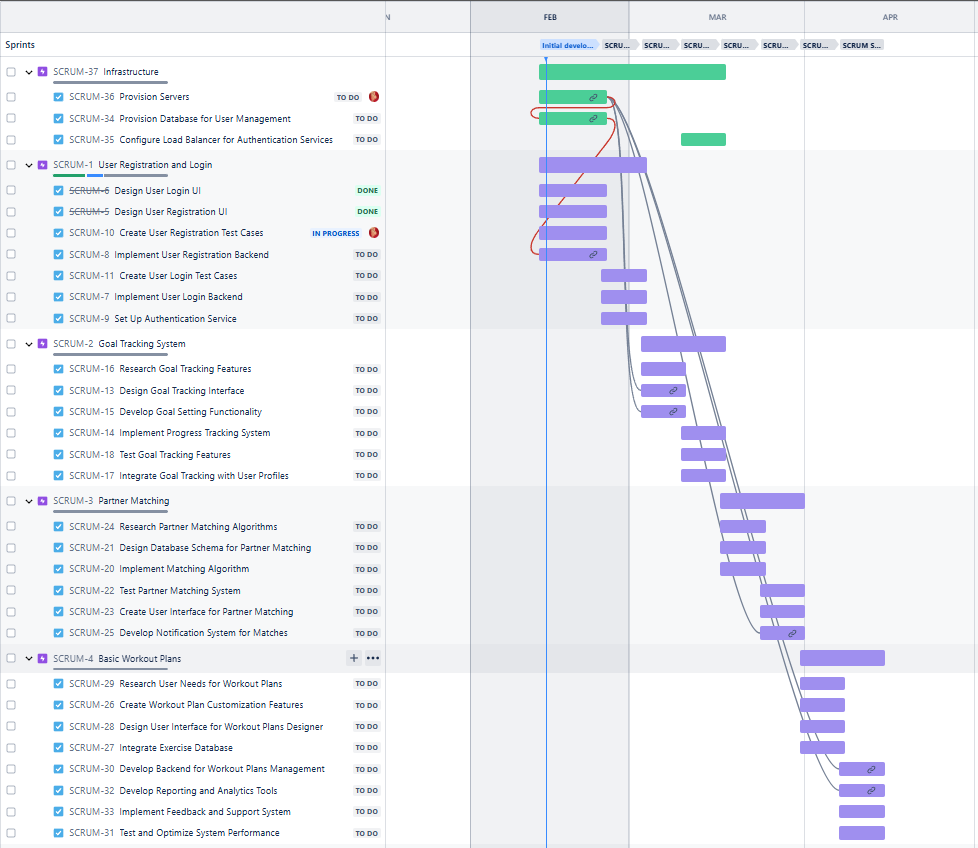 N FEB MAR APR
Sprints Initial develo... SCRU... SCRU... SCRU... SCRU... SCRU... SCRU... SCRUM S...
SCRUM-37 Infrastructure
SCRUM-36 Provision Servers TO DO
SCRUM-34 Provision Database for User Management TO DO
SCRUM-35 Configure Load Balancer for Authentication Services TO DO
SCRUM-1 User Registration and Login
SCRUM-6 Design User Login UI DONE
SCRUM-5 Design User Registration UI DONE
SCRUM-10 Create User Registration Test Cases IN PROGRESS
SCRUM-8 Implement User Registration Backend TO DO
SCRUM-11 Create User Login Test Cases TO DO
SCRUM-7 Implement User Login Backend TO DO
SCRUM-9 Set Up Authentication Service TO DO
SCRUM-2 Goal Tracking System
SCRUM-16 Research Goal Tracking Features TO DO
SCRUM-13 Design Goal Tracking Interface TO DO
SCRUM-15 Develop Goal Setting Functionality TO DO
SCRUM-14 Implement Progress Tracking System TO DO
SCRUM-18 Test Goal Tracking Features TO DO
SCRUM-17 Integrate Goal Tracking with User Profiles TO DO
SCRUM-3 Partner Matching
SCRUM-24 Research Partner Matching Algorithms TO DO
SCRUM-21 Design Database Schema for Partner Matching TO DO
SCRUM-20 Implement Matching Algorithm TO DO
SCRUM-22 Test Partner Matching System TO DO
SCRUM-23 Create User Interface for Partner Matching TO DO
SCRUM-25 Develop Notification System for Matches TO DO
SCRUM-4 Basic Workout Plans
SCRUM-29 Research User Needs for Workout Plans TO DO
SCRUM-26 Create Workout Plan Customization Features TO DO
SCRUM-28 Design User Interface for Workout Plans Designer TO DO
SCRUM-27 Integrate Exercise Database TO DO
SCRUM-30 Develop Backend for Workout Plans Management TO DO
SCRUM-32 Develop Reporting and Analytics Tools TO DO
SCRUM-33 Implement Feedback and Support System TO DO
SCRUM-31 Test and Optimize System Performance TO DO